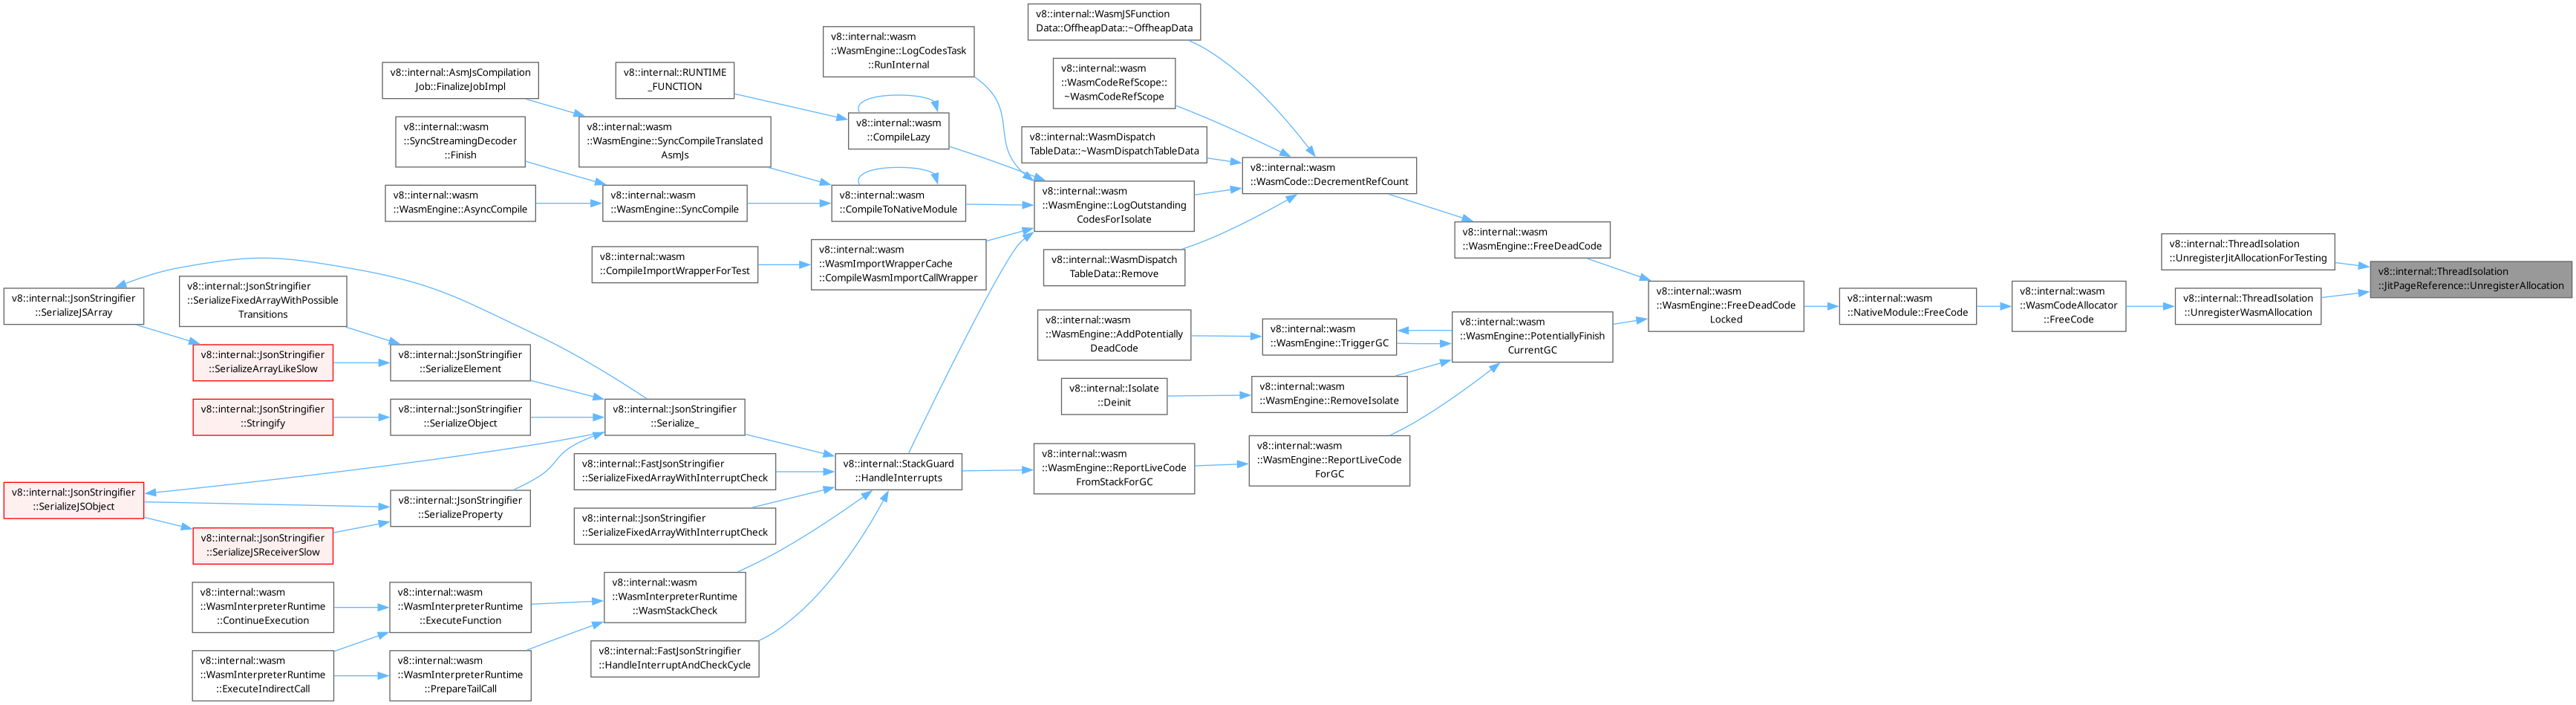 v8::internal::WasmJSFunction
Data::OffheapData::~OffheapData
v8::internal::wasm
::WasmEngine::LogCodesTask
::RunInternal
v8::internal::AsmJsCompilation
Job::FinalizeJobImpl
v8::internal::RUNTIME
_FUNCTION
v8::internal::wasm
::WasmCodeRefScope::
~WasmCodeRefScope
v8::internal::wasm
::SyncStreamingDecoder
::Finish
v8::internal::wasm
::WasmEngine::SyncCompileTranslated
AsmJs
v8::internal::wasm
::CompileLazy
v8::internal::WasmDispatch
TableData::~WasmDispatchTableData
v8::internal::wasm
::WasmCode::DecrementRefCount
v8::internal::wasm
::WasmEngine::AsyncCompile
v8::internal::wasm
::WasmEngine::SyncCompile
v8::internal::wasm
::CompileToNativeModule
v8::internal::wasm
::WasmEngine::LogOutstanding
CodesForIsolate
v8::internal::wasm
::WasmEngine::FreeDeadCode
v8::internal::wasm
::CompileImportWrapperForTest
v8::internal::wasm
::WasmImportWrapperCache
::CompileWasmImportCallWrapper
v8::internal::WasmDispatch
TableData::Remove
v8::internal::ThreadIsolation
::UnregisterJitAllocationForTesting
v8::internal::ThreadIsolation
::JitPageReference::UnregisterAllocation
v8::internal::JsonStringifier
::SerializeJSArray
v8::internal::JsonStringifier
::SerializeFixedArrayWithPossible
Transitions
v8::internal::wasm
::WasmEngine::FreeDeadCode
Locked
v8::internal::wasm
::NativeModule::FreeCode
v8::internal::wasm
::WasmCodeAllocator
::FreeCode
v8::internal::ThreadIsolation
::UnregisterWasmAllocation
v8::internal::JsonStringifier
::SerializeArrayLikeSlow
v8::internal::JsonStringifier
::SerializeElement
v8::internal::wasm
::WasmEngine::AddPotentially
DeadCode
v8::internal::wasm
::WasmEngine::TriggerGC
v8::internal::wasm
::WasmEngine::PotentiallyFinish
CurrentGC
v8::internal::JsonStringifier
::Stringify
v8::internal::JsonStringifier
::SerializeObject
v8::internal::JsonStringifier
::Serialize_
v8::internal::Isolate
::Deinit
v8::internal::wasm
::WasmEngine::RemoveIsolate
v8::internal::JsonStringifier
::SerializeJSObject
v8::internal::JsonStringifier
::SerializeProperty
v8::internal::FastJsonStringifier
::SerializeFixedArrayWithInterruptCheck
v8::internal::StackGuard
::HandleInterrupts
v8::internal::wasm
::WasmEngine::ReportLiveCode
FromStackForGC
v8::internal::wasm
::WasmEngine::ReportLiveCode
ForGC
v8::internal::JsonStringifier
::SerializeJSReceiverSlow
v8::internal::JsonStringifier
::SerializeFixedArrayWithInterruptCheck
v8::internal::wasm
::WasmInterpreterRuntime
::ContinueExecution
v8::internal::wasm
::WasmInterpreterRuntime
::ExecuteFunction
v8::internal::wasm
::WasmInterpreterRuntime
::WasmStackCheck
v8::internal::wasm
::WasmInterpreterRuntime
::ExecuteIndirectCall
v8::internal::wasm
::WasmInterpreterRuntime
::PrepareTailCall
v8::internal::FastJsonStringifier
::HandleInterruptAndCheckCycle